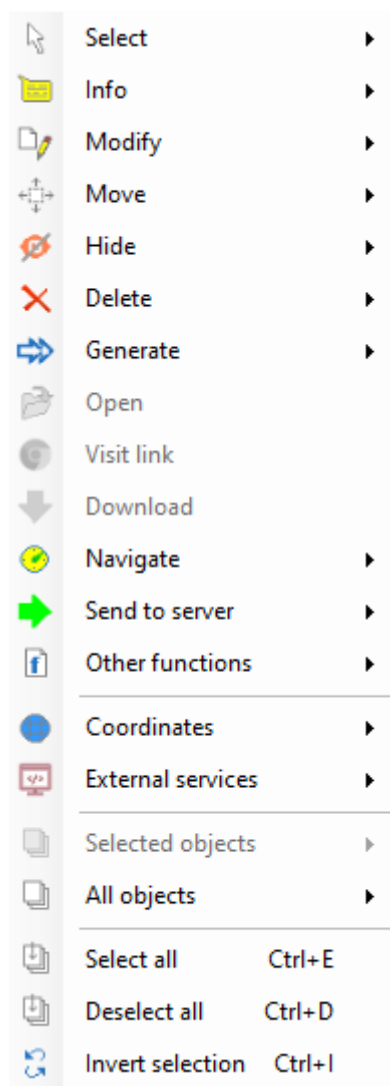 Select
Info
Modify
Move
Hide
Delete
Generate
Open
Visit link
Download
Navigate
Send to server
Other functions
Coordinates
External services
Selected objects
All objects
Select all Ctrl+E
Deselect all Ctrl+D
Invert selection Ctrl+I